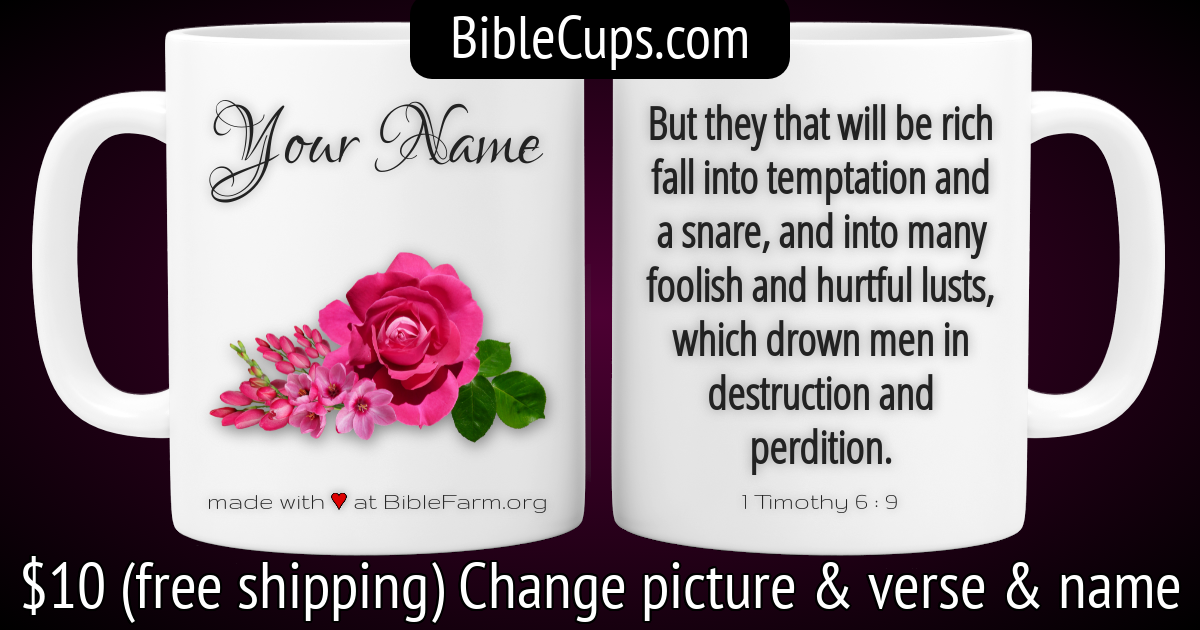 BibleCups.com
Your Name
made with ♥ at BibleFarm.org
But they that will be rich
fall into temptation and
a snare, and into many
foolish and hurtful lusts,
which drown men in
destruction and
perdition.
1 Timothy 6 : 9
$10 (free shipping) Change picture & verse & name